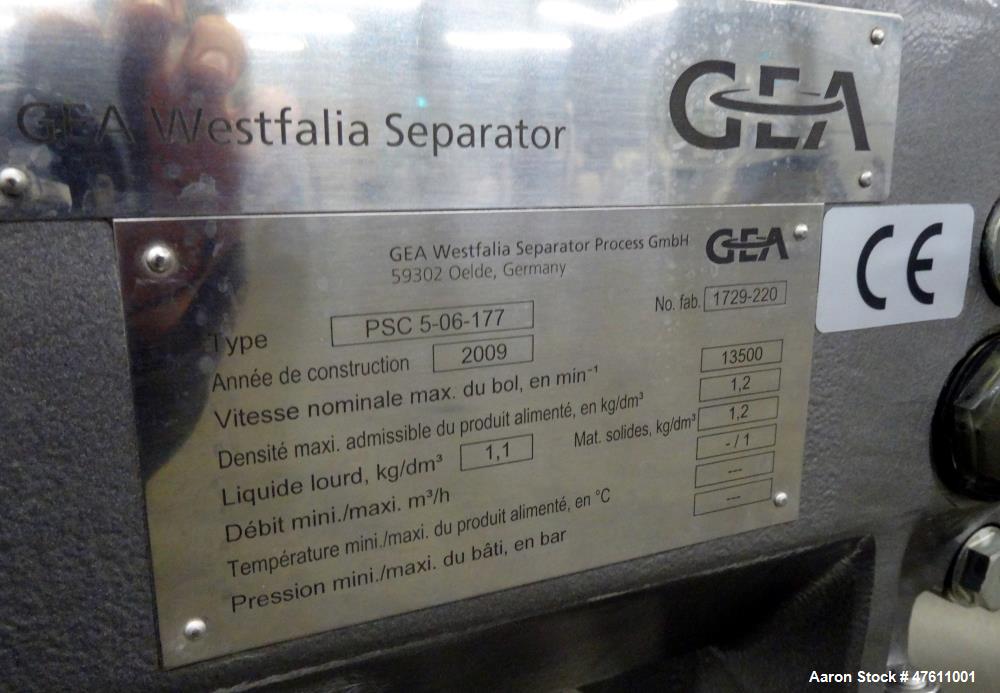 GEA Westfalia Separator
GEA
GEA Westfalia Separator Process GmbH
59302 Oelde, Germany
GEA
CE
Type PSC 5-06-177 No. fab. 1729-220
Année de construction 2009
Vitesse nominale max. du bol, en min⁻¹ 13500
Densité maxi. admissible du produit alimenté, en kg/dm³ 1,2
Liquide lourd, kg/dm³ 1,1 Mat. solides, kg/dm³ 1,2
Débit mini./maxi. m³/h - / 1
Température mini./maxi. du produit alimenté, en °C ---
Pression mini./maxi. du bâti, en bar ---
Aaron Stock # 47611001